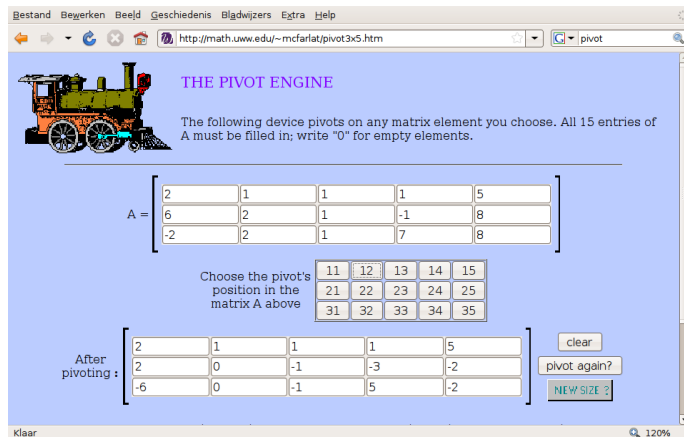 Bestand Bewerken Beeld Geschiedenis Bladwijzers Extra Help
http://math.uww.edu/~mcfarlat/pivot3x5.htm G pivot
THE PIVOT ENGINE
The following device pivots on any matrix element you choose. All 15 entries of
A must be filled in; write "0" for empty elements.
2 1 1 1 5
A = 6 2 1 -1 8
-2 2 1 7 8
Choose the pivot's
position in the
matrix A above
11 12 13 14 15
21 22 23 24 25
31 32 33 34 35
After
pivoting :
2 1 1 1 5
2 0 -1 -3 -2
-6 0 -1 5 -2
clear
pivot again?
NEW SIZE ?
Klaar 120%